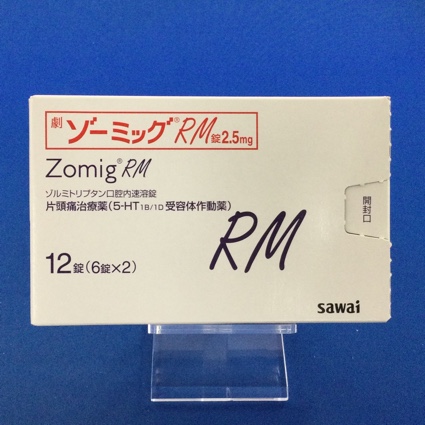 劇 ゾーミッグ®RM錠2.5mg
Zomig®RM
ゾルミトリプタン口腔内速溶錠
片頭痛治療薬(5-HT1B/1D受容体作動薬)
RM
開封口
12錠(6錠×2)
sawai